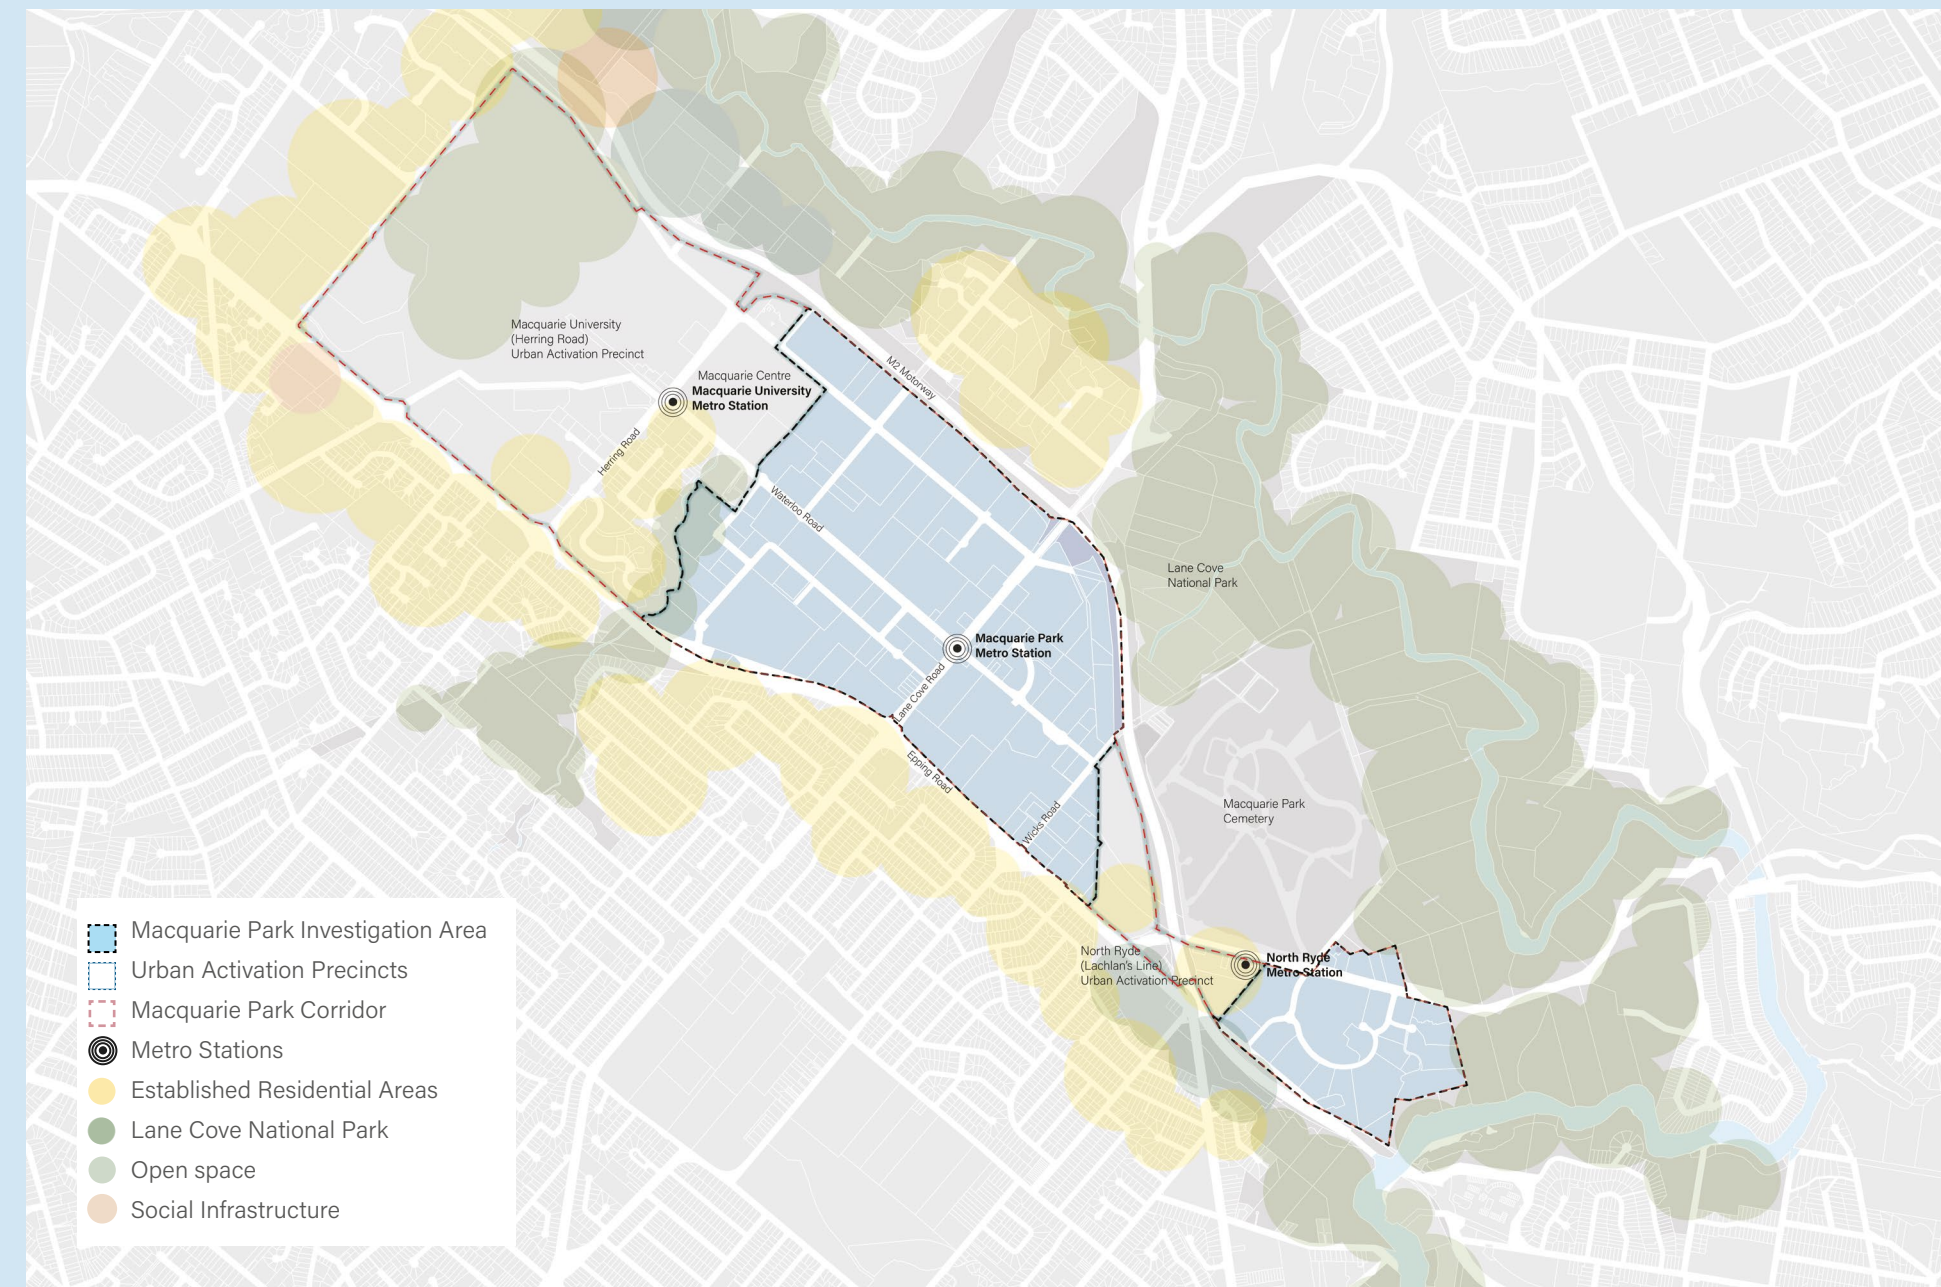 Macquarie University
(Herring Road)
Urban Activation Precinct
Macquarie Centre
Macquarie University
Metro Station
M2 Motorway
Herring Road
Waterloo Road
Lane Cove
National Park
Macquarie Park
Metro Station
Lane Cove Road
Epping Road
Wicks Road
Macquarie Park
Cemetery
North Ryde
(Lachlan's Line)
Urban Activation Precinct
North Ryde
Metro Station
Macquarie Park Investigation Area
Urban Activation Precincts
Macquarie Park Corridor
Metro Stations
Established Residential Areas
Lane Cove National Park
Open space
Social Infrastructure